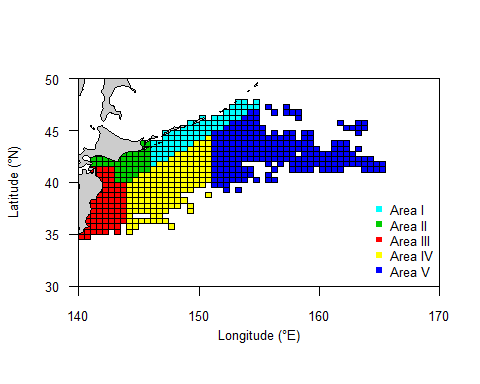 50
45
40
35
30
Latitude (°N)
Area I
Area II
Area III
Area IV
Area V
140
150
160
170
Longitude (°E)